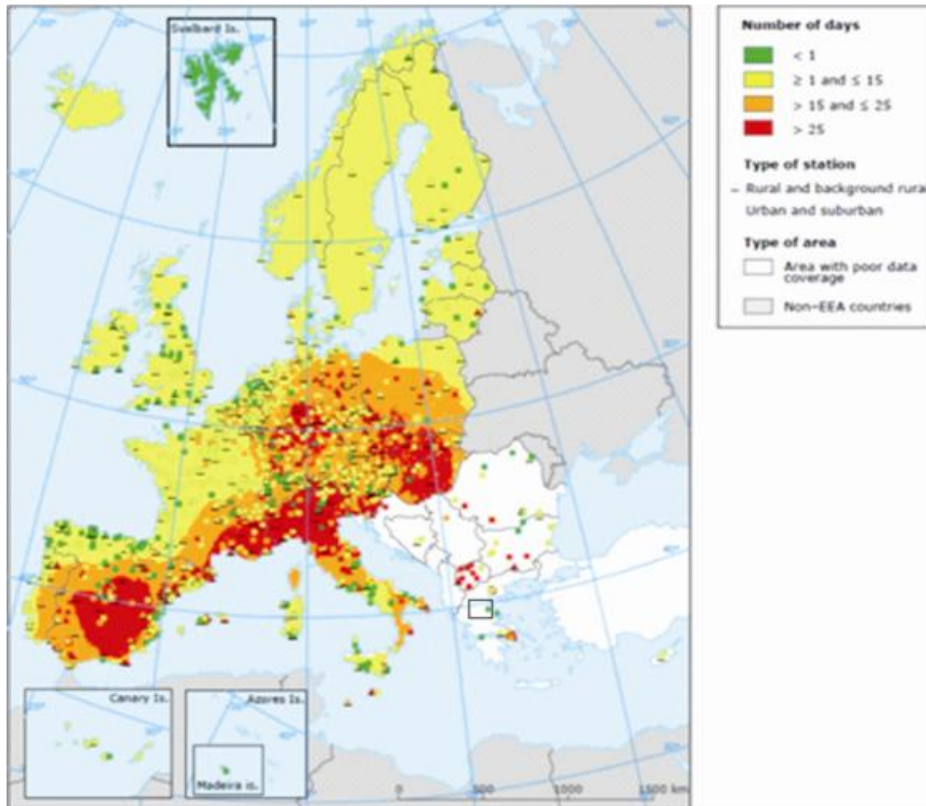 Svalbard Is.
Number of days
< 1
≥ 1 and ≤ 15
> 15 and ≤ 25
> 25
Type of station
– Rural and background rura
Urban and suburban
Type of area
Area with poor data
coverage
Non-EEA countries
Canary Is.
Azores Is.
Madeira is.
0 500 1000 1500 km